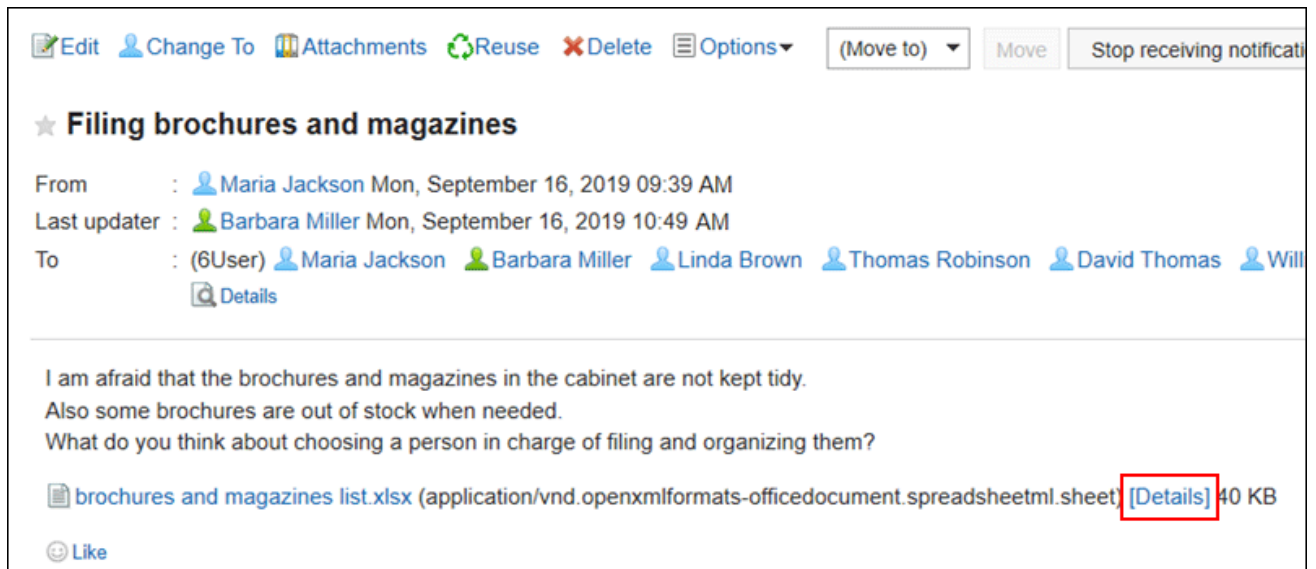 Edit Change To Attachments Reuse Delete Options (Move to) Move Stop receiving
Filing brochures and magazines
From : Maria Jackson Mon, September 16, 2019 09:39 AM
Last updater : Barbara Miller Mon, September 16, 2019 10:49 AM
To : (6User) Maria Jackson Barbara Miller Linda Brown Thomas Robinson David Thomas
Details
I am afraid that the brochures and magazines in the cabinet are not kept tidy.
Also some brochures are out of stock when needed.
What do you think about choosing a person in charge of filing and organizing them?
brochures and magazines list.xlsx (application/vnd.openxmlformats-officedocument.spreadsheetml.sheet) [Details] 40 KB
Like